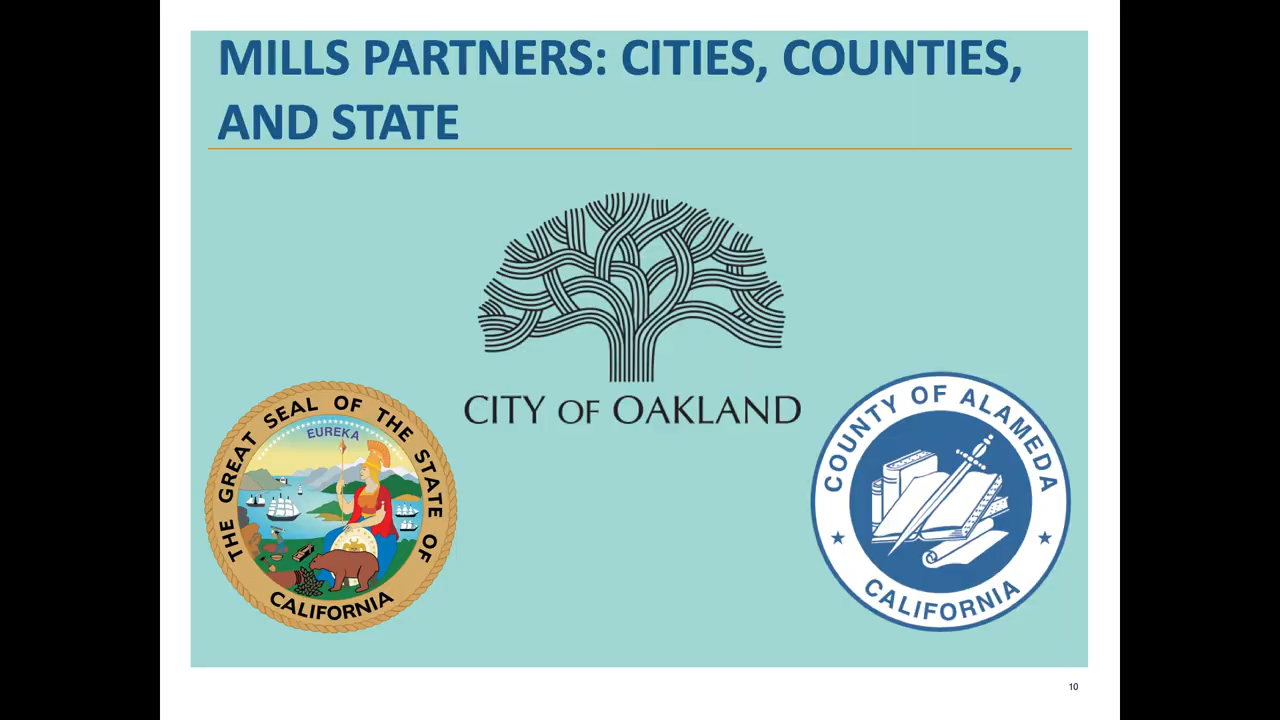 MILLS PARTNERS: CITIES, COUNTIES,
AND STATE
CITY OF OAKLAND
THE GREAT SEAL OF THE STATE OF
CALIFORNIA
EUREKA
COUNTY OF ALAMEDA
CALIFORNIA
10